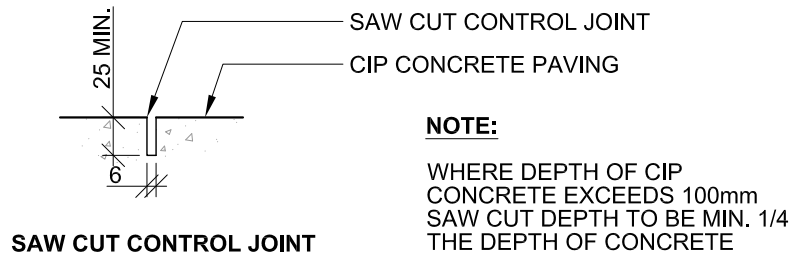 SAW CUT CONTROL JOINT
CIP CONCRETE PAVING
25 MIN.
6
NOTE:
WHERE DEPTH OF CIP
CONCRETE EXCEEDS 100mm
SAW CUT DEPTH TO BE MIN. 1/4
THE DEPTH OF CONCRETE
SAW CUT CONTROL JOINT